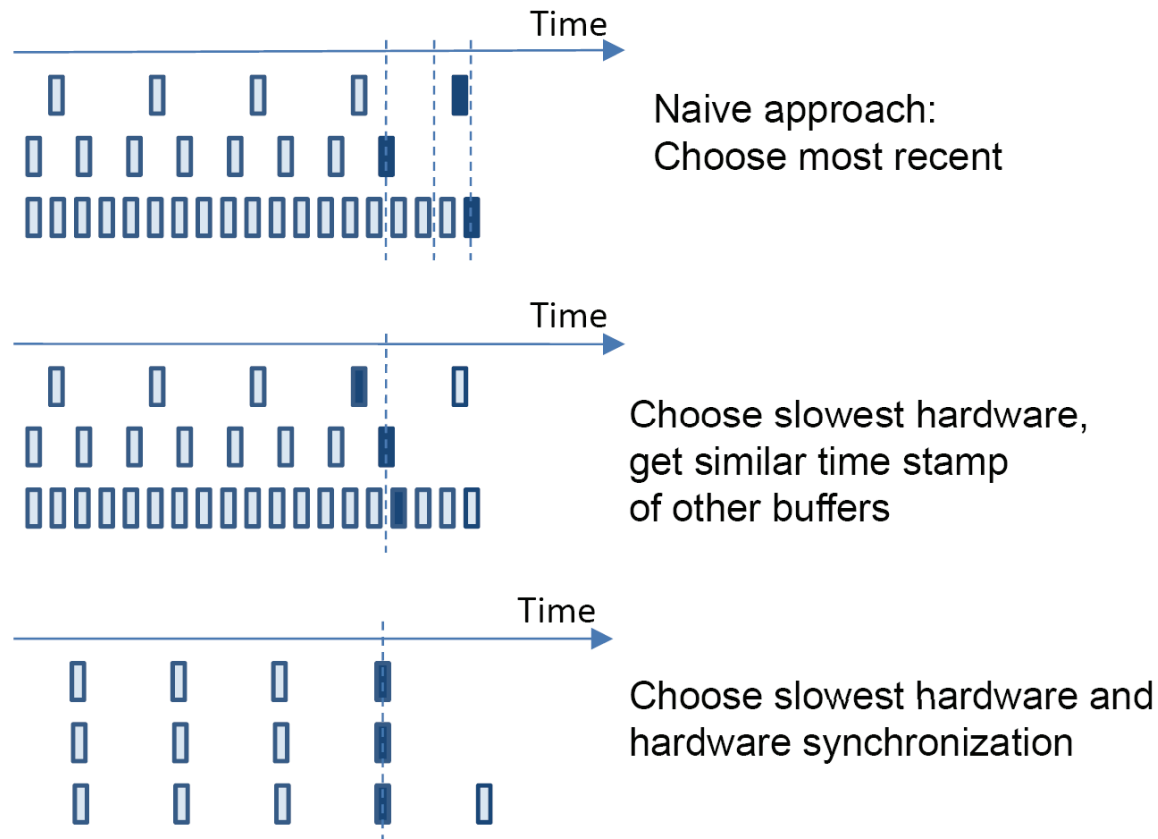 Time
Naive approach:
Choose most recent
Time
Choose slowest hardware,
get similar time stamp
of other buffers
Time
Choose slowest hardware and
hardware synchronization